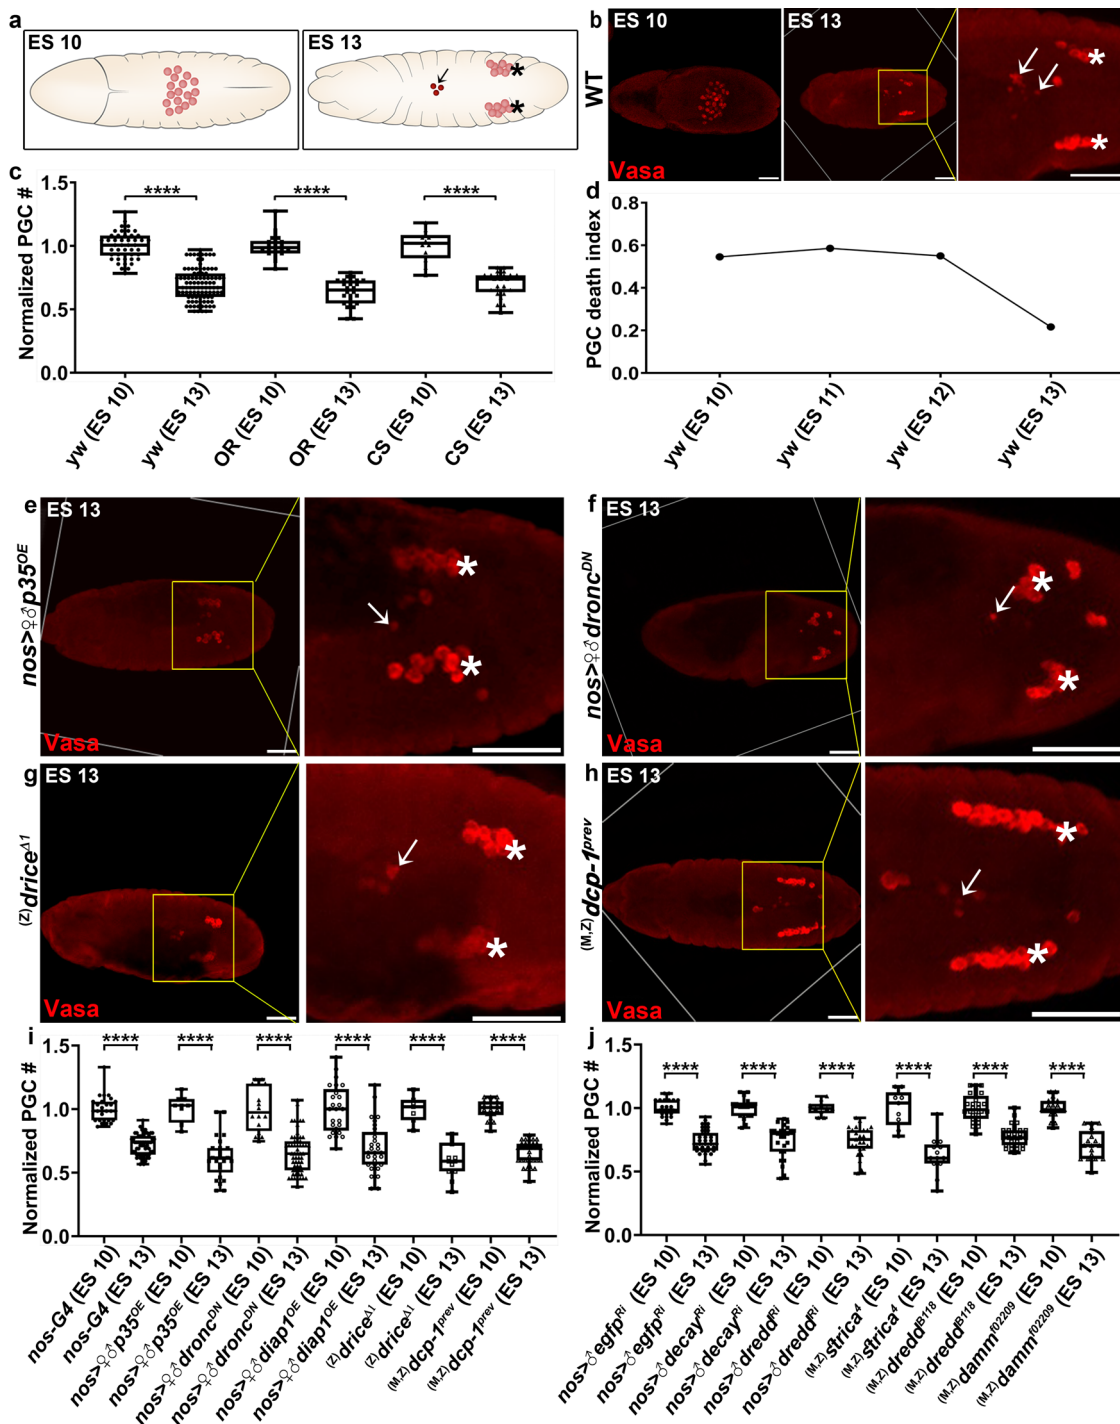 a
ES 10
ES 13
*
*
b
WT
ES 10
ES 13
Vasa
*
*
c
Normalized PGC #
1.5
1.0
0.5
0.0
****
****
****
yw (ES 10)
yw (ES 13)
OR (ES 10)
OR (ES 13)
CS (ES 10)
CS (ES 13)
d
PGC death index
0.8
0.6
0.4
0.2
0.0
yw (ES 10)
yw (ES 11)
yw (ES 12)
yw (ES 13)
e
nos>♀♂p35OE
ES 13
Vasa
*
*
f
nos>♀♂droncDN
ES 13
*
*
g
(Z)driceΔ1
ES 13
Vasa
*
*
h
(M,Z)dcp-1prev
ES 13
Vasa
*
*
i
Normalized PGC #
1.5
1.0
0.5
0.0
****
****
****
****
****
****
nos-G4 (ES 10)
nos-G4 (ES 13)
nos>♀♂p35OE (ES 10)
nos>♀♂p35OE (ES 13)
nos>♀♂droncDN (ES 10)
nos>♀♂droncDN (ES 13)
nos>♀♂diap1OE (ES 10)
nos>♀♂diap1OE (ES 13)
(Z)driceΔ1 (ES 10)
(Z)driceΔ1 (ES 13)
(M,Z)dcp-1prev (ES 10)
(M,Z)dcp-1prev (ES 13)
j
Normalized PGC #
1.5
1.0
0.5
0.0
****
****
****
****
****
****
nos>♂egfpRi (ES 10)
nos>♂egfpRi (ES 13)
nos>♂decayRi (ES 10)
nos>♂decayRi (ES 13)
nos>♂dreddRi (ES 10)
nos>♂dreddRi (ES 13)
(M,Z)strica4 (ES 10)
(M,Z)strica4 (ES 13)
(M,Z)dreddB118 (ES 10)
(M,Z)dreddB118 (ES 13)
(M,Z)dammf02209 (ES 10)
(M,Z)dammf02209 (ES 13)